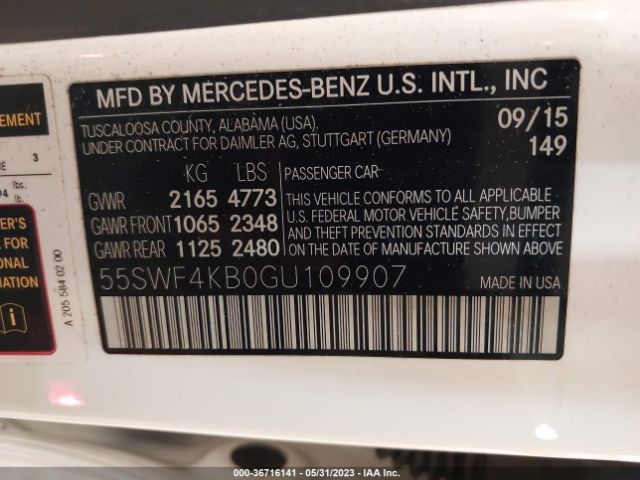 MFD BY MERCEDES-BENZ U.S. INTL., INC
TUSCALOOSA COUNTY, ALABAMA (USA), 09/15
UNDER CONTRACT FOR DAIMLER AG, STUTTGART (GERMANY) 149
KG LBS PASSENGER CAR
GVWR 2165 4773 THIS VEHICLE CONFORMS TO ALL APPLICABLE
GAWR FRONT 1065 2348 U.S. FEDERAL MOTOR VEHICLE SAFETY, BUMPER
GAWR REAR 1125 2480 AND THEFT PREVENTION STANDARDS IN EFFECT ON
THE DATE OF MANUFACTURE SHOWN ABOVE.
55SWF4KB0GU109907 MADE IN USA
EMENT
3
lbs.
lb.
FOR
ONAL
MATION
A 205 584 02 00
000-36716141 - 05/31/2023 - IAA Inc.